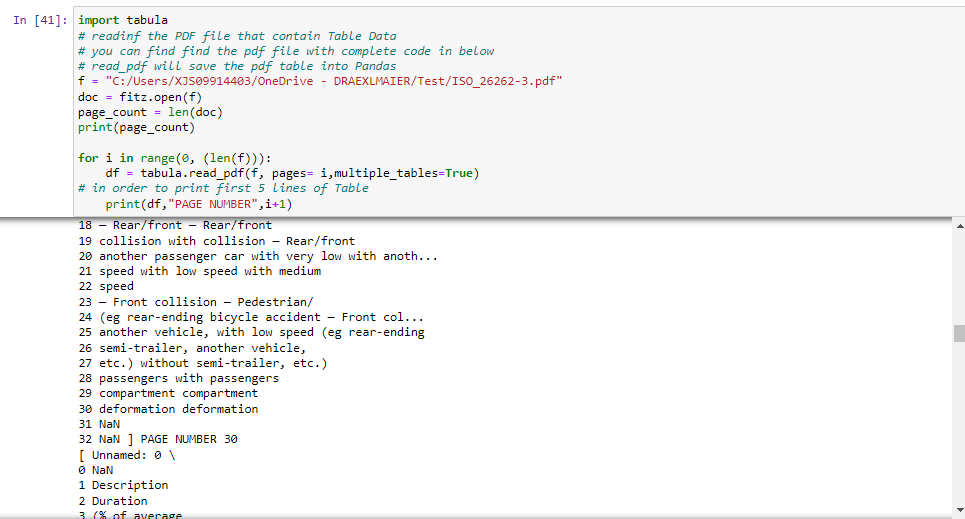 In [41]: import tabula
# readinf the PDF file that contain Table Data
# you can find find the pdf file with complete code in below
# read_pdf will save the pdf table into Pandas
f = "C:/Users/XJS09914403/OneDrive - DRAEXLMAIER/Test/ISO_26262-3.pdf"
doc = fitz.open(f)
page_count = len(doc)
print(page_count)
for i in range(0, (len(f))):
df = tabula.read_pdf(f, pages= i,multiple_tables=True)
# in order to print first 5 lines of Table
print(df,"PAGE NUMBER",i+1)
18 — Rear/front — Rear/front
19 collision with collision — Rear/front
20 another passenger car with very low with anoth...
21 speed with low speed with medium
22 speed
23 — Front collision — Pedestrian/
24 (eg rear-ending bicycle accident — Front col...
25 another vehicle, with low speed (eg rear-ending
26 semi-trailer, another vehicle,
27 etc.) without semi-trailer, etc.)
28 passengers with passengers
29 compartment compartment
30 deformation deformation
31 NaN
32 NaN ] PAGE NUMBER 30
[ Unnamed: 0 \
0 NaN
1 Description
2 Duration
3 (% of average